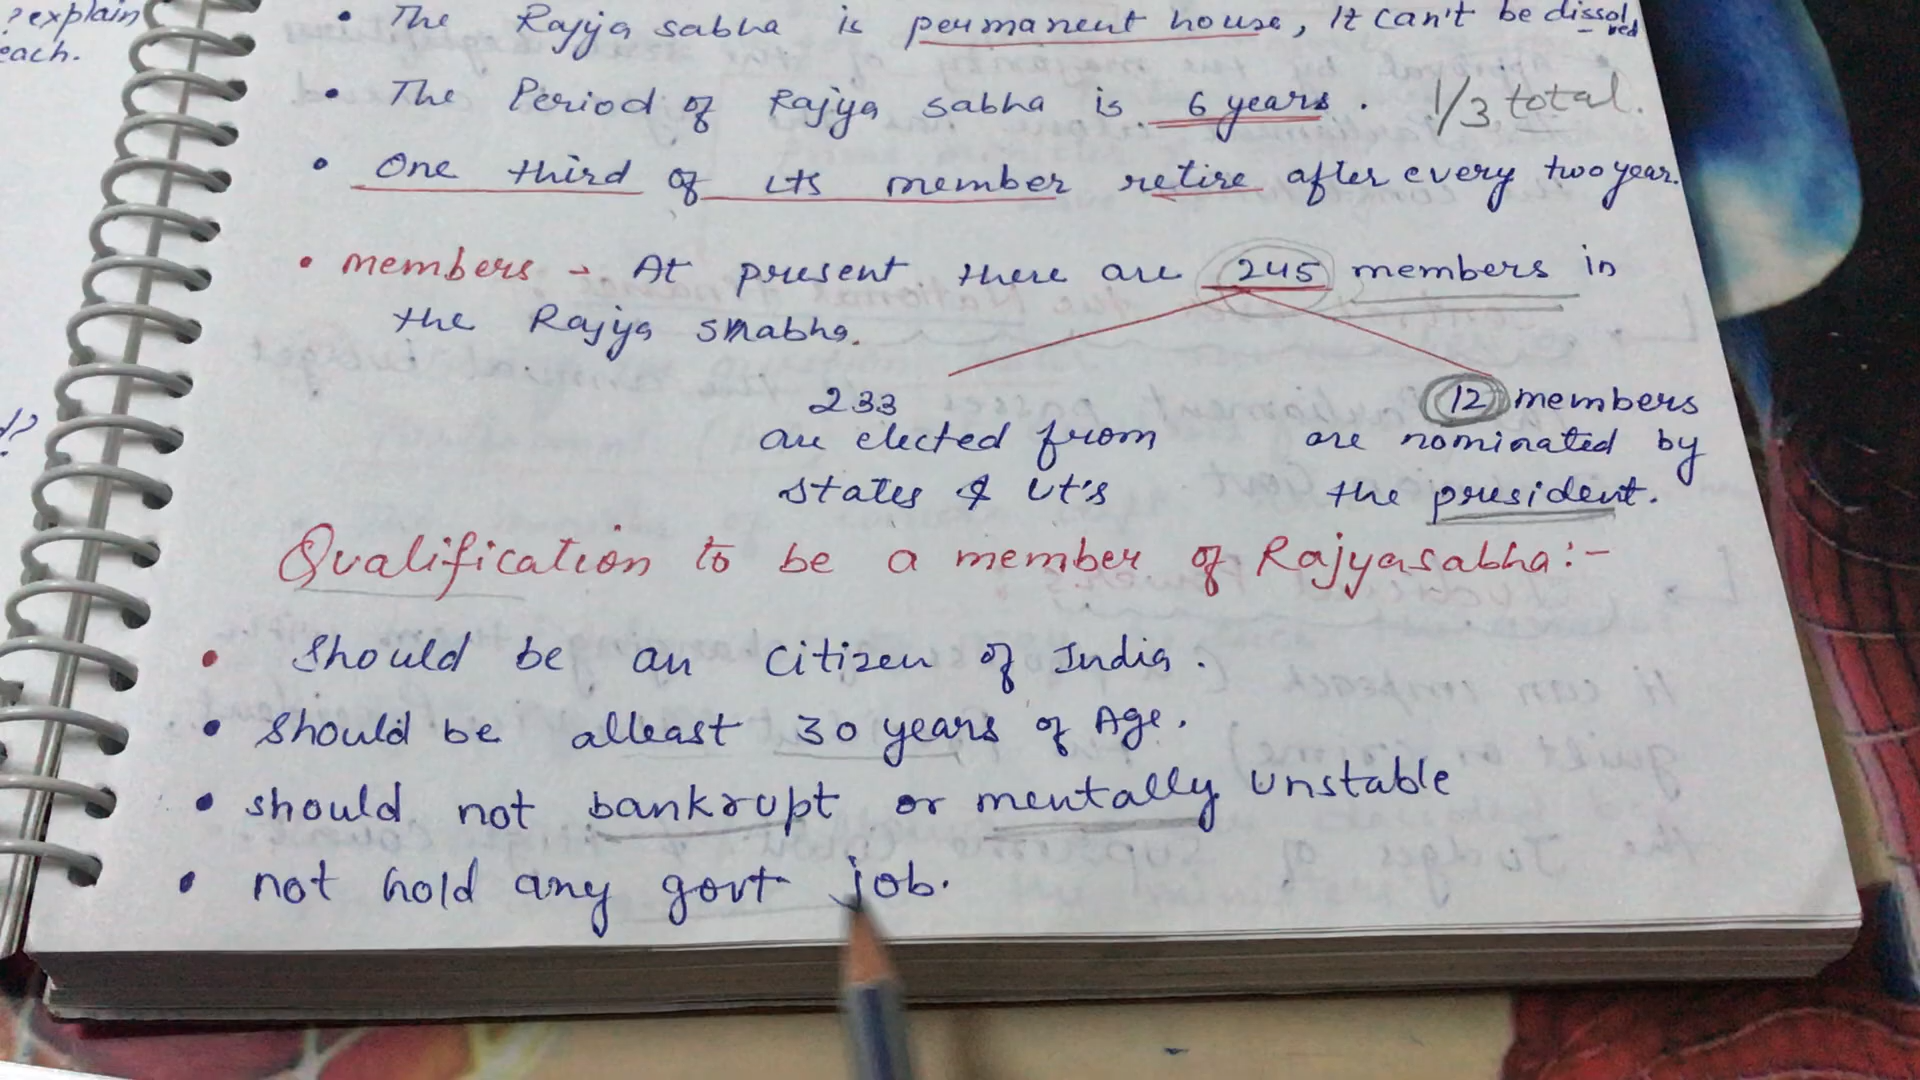 ? explain
each.
• The Rajya sabha is permanent house, It can't be dissol
ved
• The Period of Rajya sabha is 6 years. 1/3 total.
• One third of its member retire after every two year.
• members → At present there are 245 members in
the Rajya sabha.
233
are elected from
states & Ut's
12 members
are nominated by
the president.
Qualification to be a member of Rajyasabha:-
• Should be an citizen of India.
• Should be atleast 30 years of Age.
• should not bankrupt or mentally unstable
• not hold any govt job.